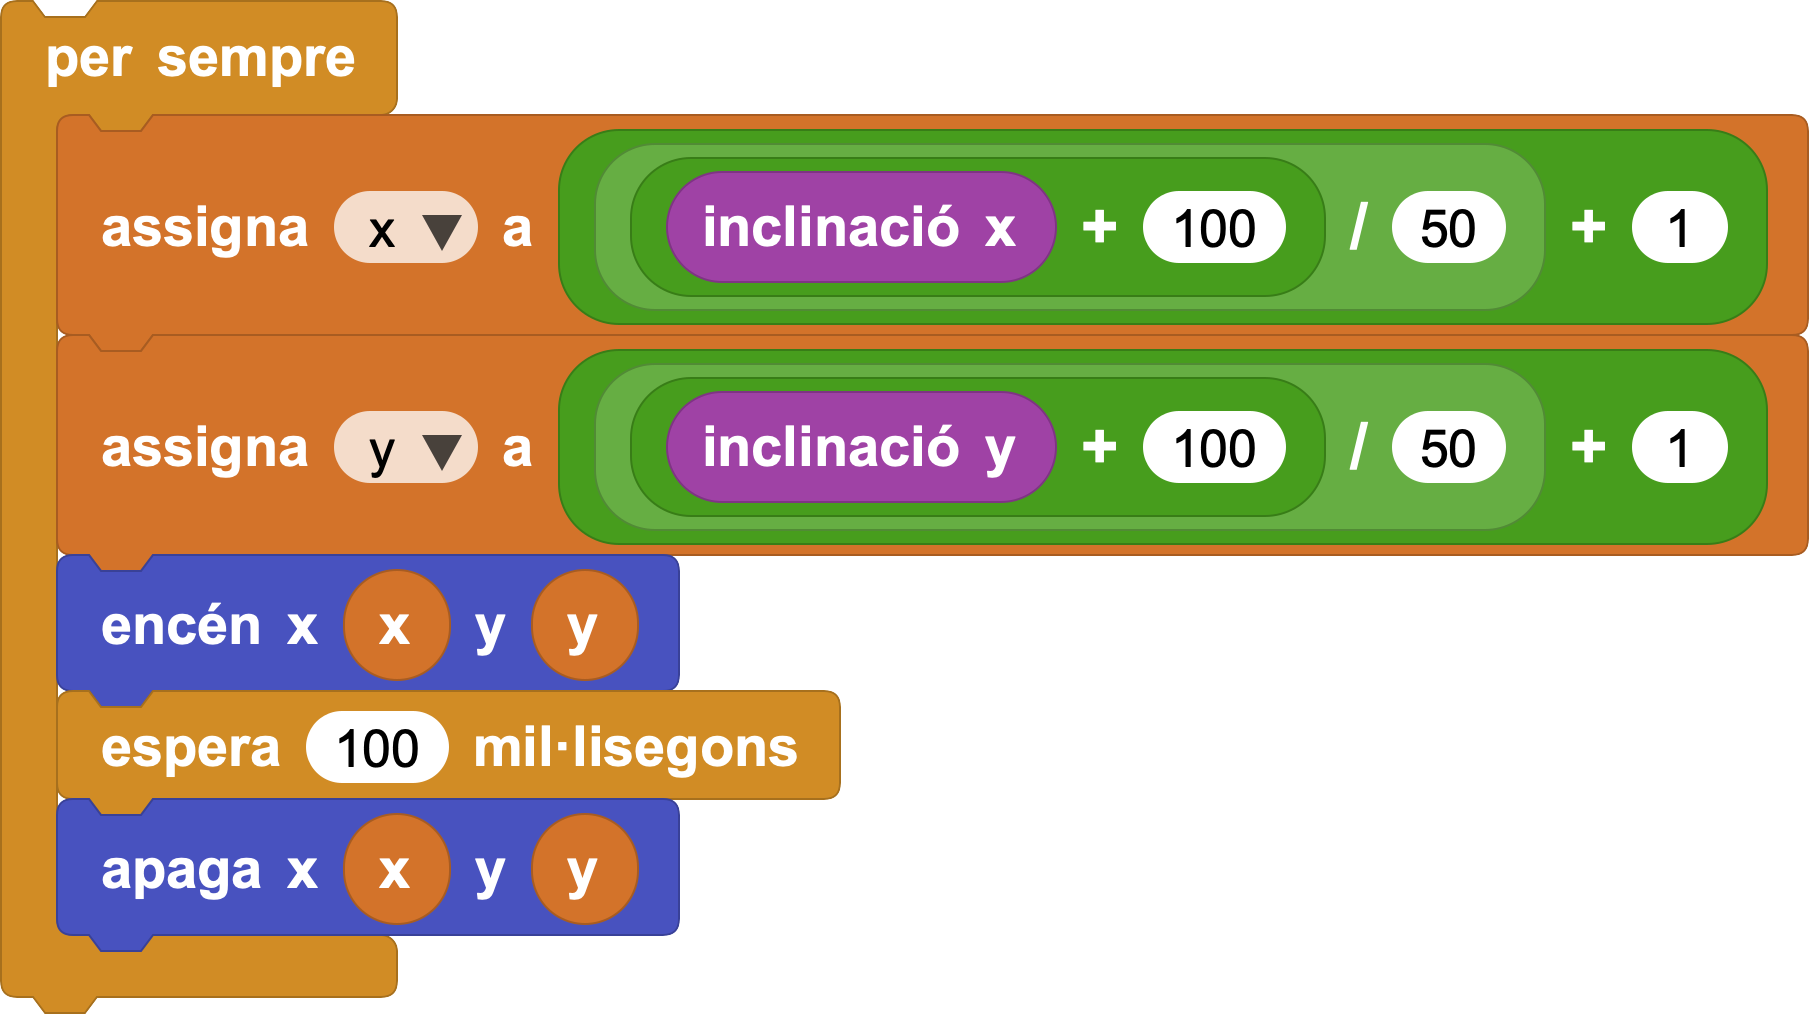 per sempre
assigna x ▼ a inclinació x + 100 / 50 + 1
assigna y ▼ a inclinació y + 100 / 50 + 1
encén x x y y
espera 100 mil·lisegons
apaga x x y y